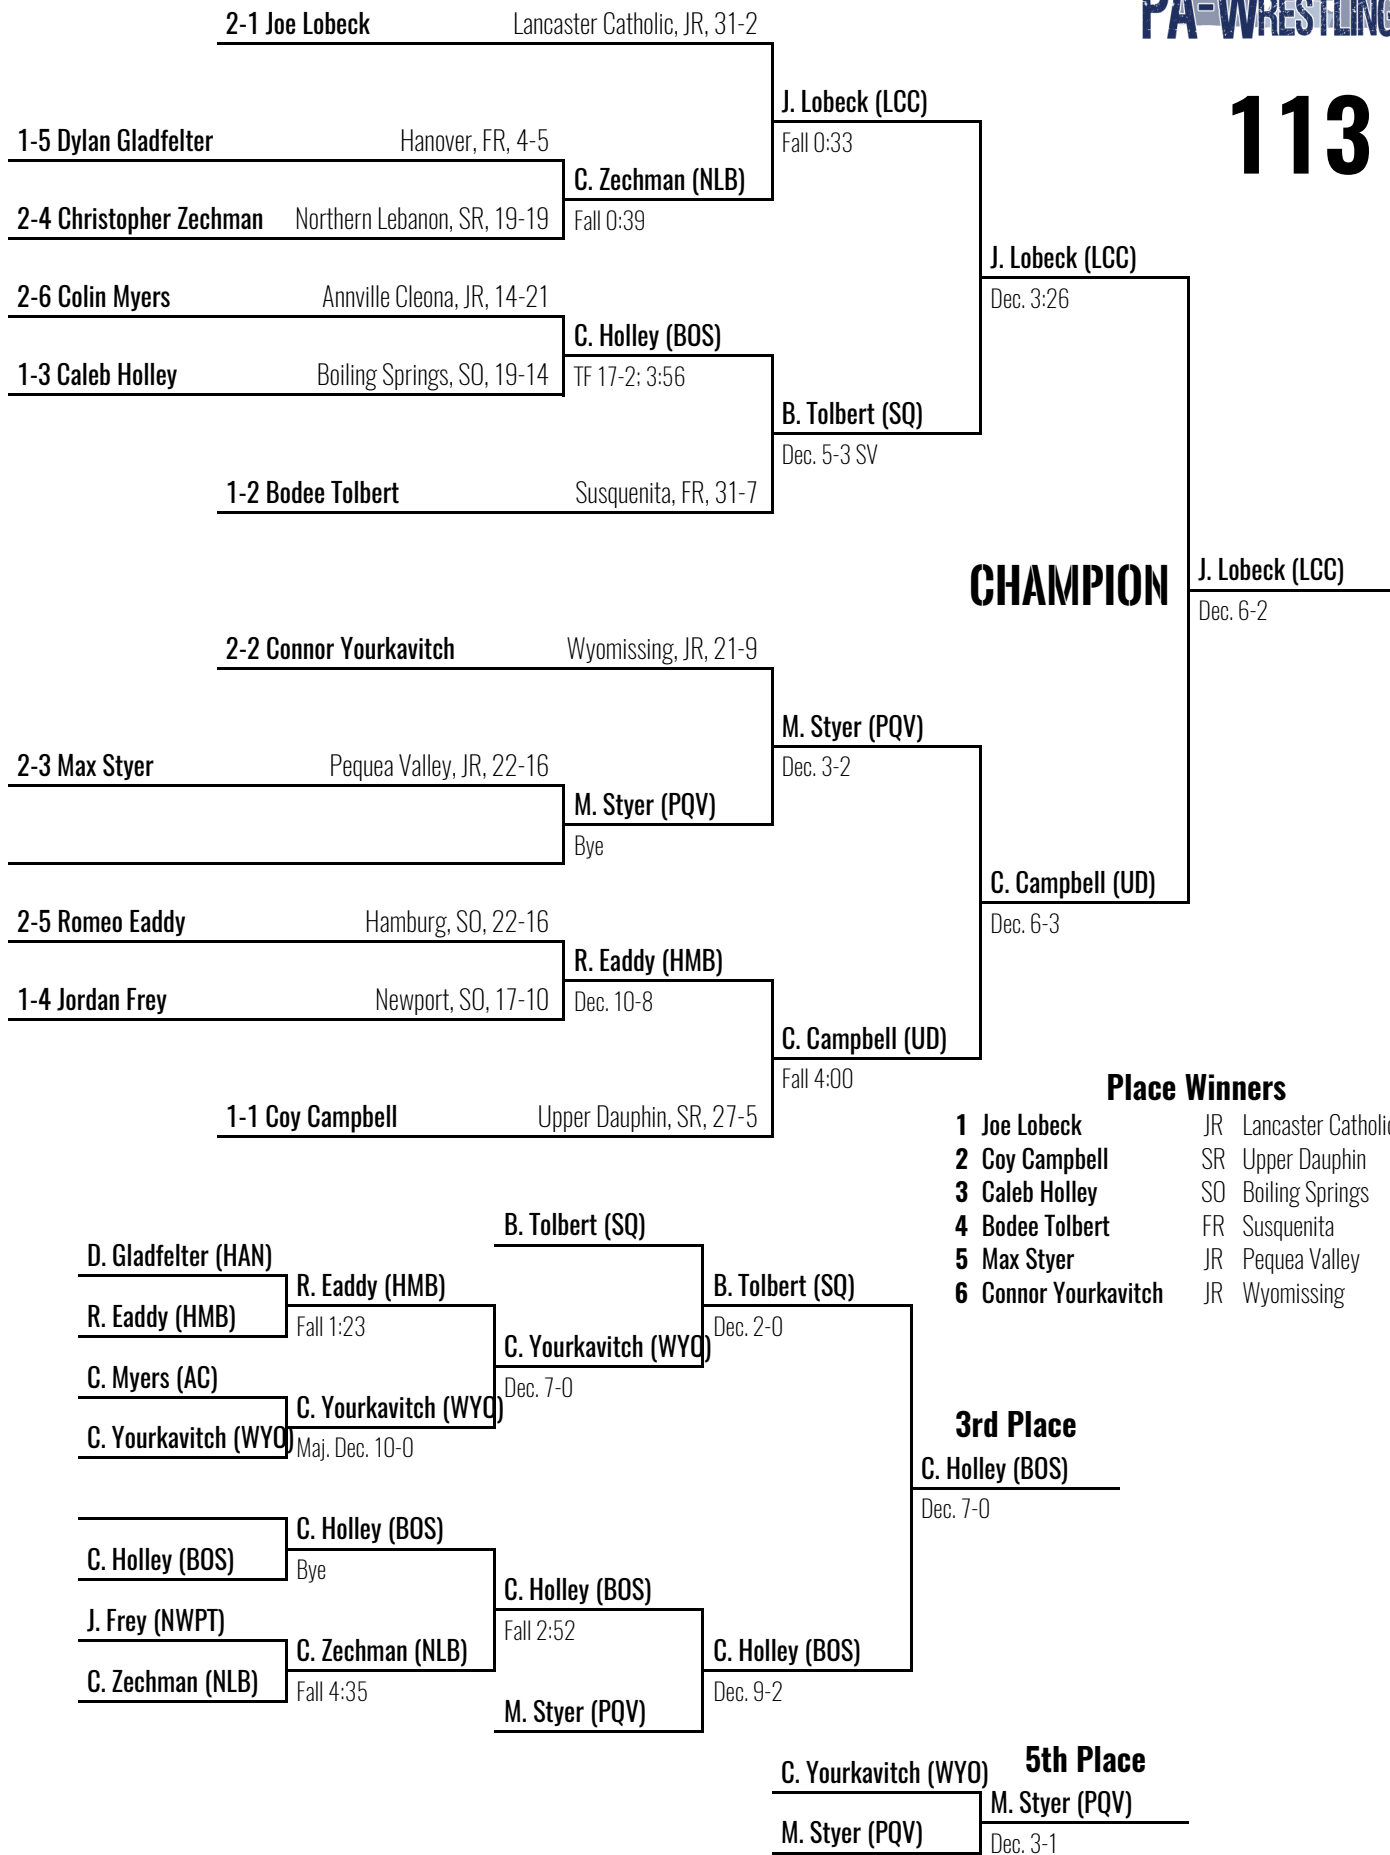 PA-WRESTLING
113
2-1 Joe Lobeck Lancaster Catholic, JR, 31-2
J. Lobeck (LCC)
Fall 0:33
1-5 Dylan Gladfelter Hanover, FR, 4-5
C. Zechman (NLB)
Fall 0:39
2-4 Christopher Zechman Northern Lebanon, SR, 19-19
J. Lobeck (LCC)
Dec. 3:26
2-6 Colin Myers Annville Cleona, JR, 14-21
C. Holley (BOS)
TF 17-2; 3:56
1-3 Caleb Holley Boiling Springs, SO, 19-14
B. Tolbert (SQ)
Dec. 5-3 SV
1-2 Bodee Tolbert Susquenita, FR, 31-7
CHAMPION
J. Lobeck (LCC)
Dec. 6-2
2-2 Connor Yourkavitch Wyomissing, JR, 21-9
M. Styer (PQV)
Dec. 3-2
2-3 Max Styer Pequea Valley, JR, 22-16
M. Styer (PQV)
Bye
C. Campbell (UD)
Dec. 6-3
2-5 Romeo Eaddy Hamburg, SO, 22-16
R. Eaddy (HMB)
Dec. 10-8
1-4 Jordan Frey Newport, SO, 17-10
C. Campbell (UD)
Fall 4:00
1-1 Coy Campbell Upper Dauphin, SR, 27-5
Place Winners
1 Joe Lobeck JR Lancaster Catholic
2 Coy Campbell SR Upper Dauphin
3 Caleb Holley SO Boiling Springs
4 Bodee Tolbert FR Susquenita
5 Max Styer JR Pequea Valley
6 Connor Yourkavitch JR Wyomissing
B. Tolbert (SQ)
D. Gladfelter (HAN)
R. Eaddy (HMB)
Fall 1:23
R. Eaddy (HMB)
B. Tolbert (SQ)
Dec. 2-0
C. Yourkavitch (WYO)
Dec. 7-0
C. Myers (AC)
C. Yourkavitch (WYO)
Maj. Dec. 10-0
C. Yourkavitch (WYO)
3rd Place
C. Holley (BOS)
Dec. 7-0
C. Holley (BOS)
Bye
C. Holley (BOS)
C. Holley (BOS)
Fall 2:52
J. Frey (NWPT)
C. Zechman (NLB)
Fall 4:35
C. Zechman (NLB)
C. Holley (BOS)
Dec. 9-2
M. Styer (PQV)
5th Place
C. Yourkavitch (WYO)
M. Styer (PQV)
Dec. 3-1
M. Styer (PQV)